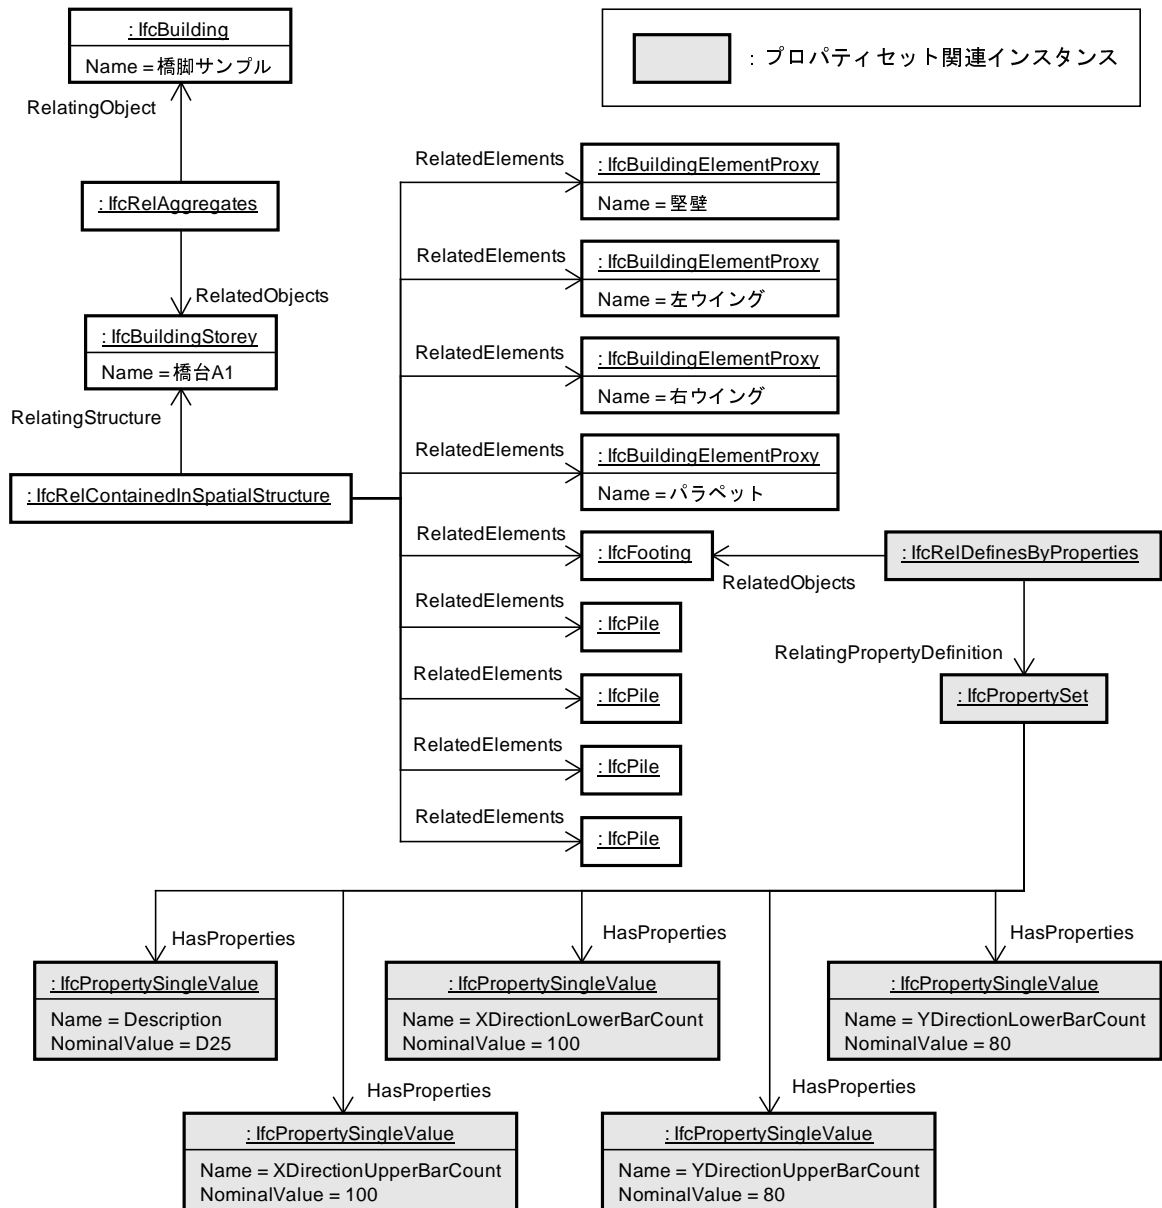 : IfcBuilding
Name = 橋脚サンプル
: プロパティセット関連インスタンス
RelatingObject
: IfcRelAggregates
RelatedObjects
: IfcBuildingStorey
Name = 橋台A1
RelatingStructure
: IfcRelContainedInSpatialStructure
RelatedElements
: IfcBuildingElementProxy
Name = 堅壁
RelatedElements
: IfcBuildingElementProxy
Name = 左ウイング
RelatedElements
: IfcBuildingElementProxy
Name = 右ウイング
RelatedElements
: IfcBuildingElementProxy
Name = パラペット
RelatedElements
: IfcFooting
RelatedObjects
: IfcRelDefinesByProperties
RelatedElements
: IfcPile
RelatingPropertyDefinition
: IfcPropertySet
RelatedElements
: IfcPile
RelatedElements
: IfcPile
RelatedElements
: IfcPile
HasProperties
: IfcPropertySingleValue
Name = Description
NominalValue = D25
HasProperties
: IfcPropertySingleValue
Name = XDirectionLowerBarCount
NominalValue = 100
HasProperties
: IfcPropertySingleValue
Name = YDirectionLowerBarCount
NominalValue = 80
HasProperties
: IfcPropertySingleValue
Name = XDirectionUpperBarCount
NominalValue = 100
HasProperties
: IfcPropertySingleValue
Name = YDirectionUpperBarCount
NominalValue = 80